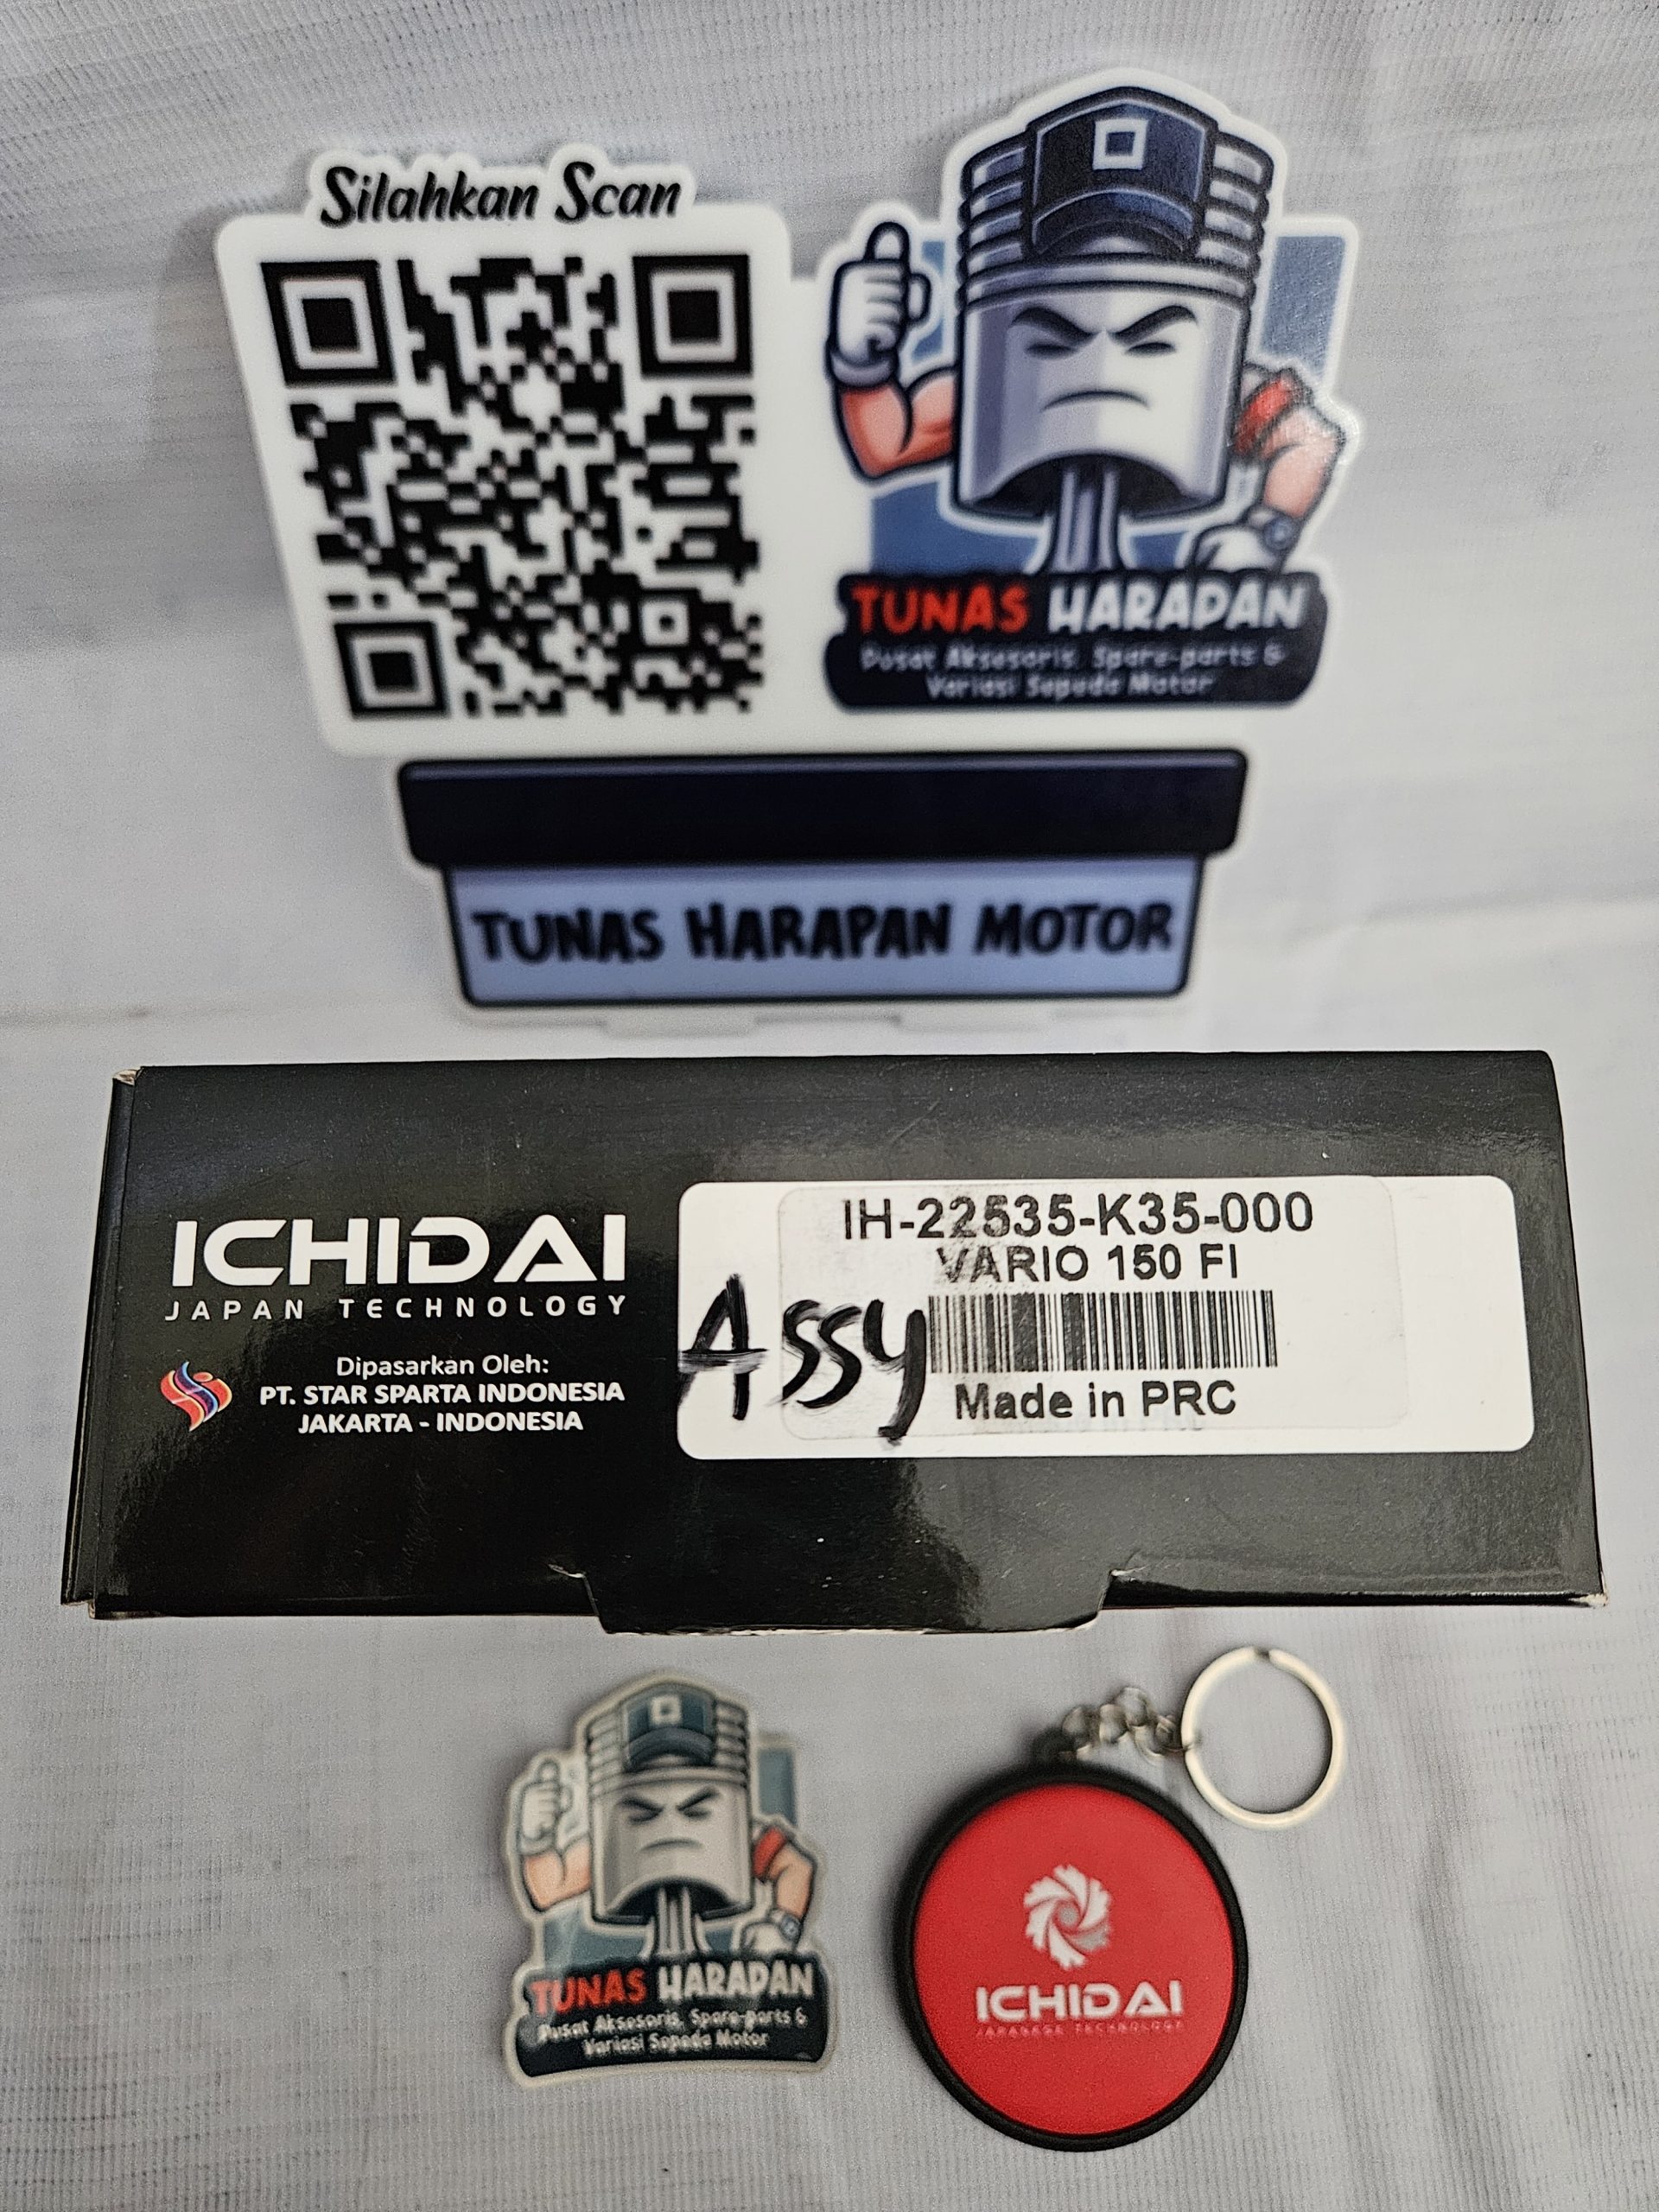 Silahkan Scan
TUNAS HARAPAN
Pusat Aksesoris, Spare-parts &
Variasi Sepeda Motor
TUNAS HARAPAN MOTOR
ICHIDAI
JAPAN TECHNOLOGY
Dipasarkan Oleh:
PT. STAR SPARTA INDONESIA
JAKARTA - INDONESIA
IH-22535-K35-000
VARIO 150 FI
Assy
Made in PRC
TUNAS HARAPAN
Pusat Aksesoris, Spare-parts &
Variasi Sepeda Motor
ICHIDAI
TECHNOLOGY